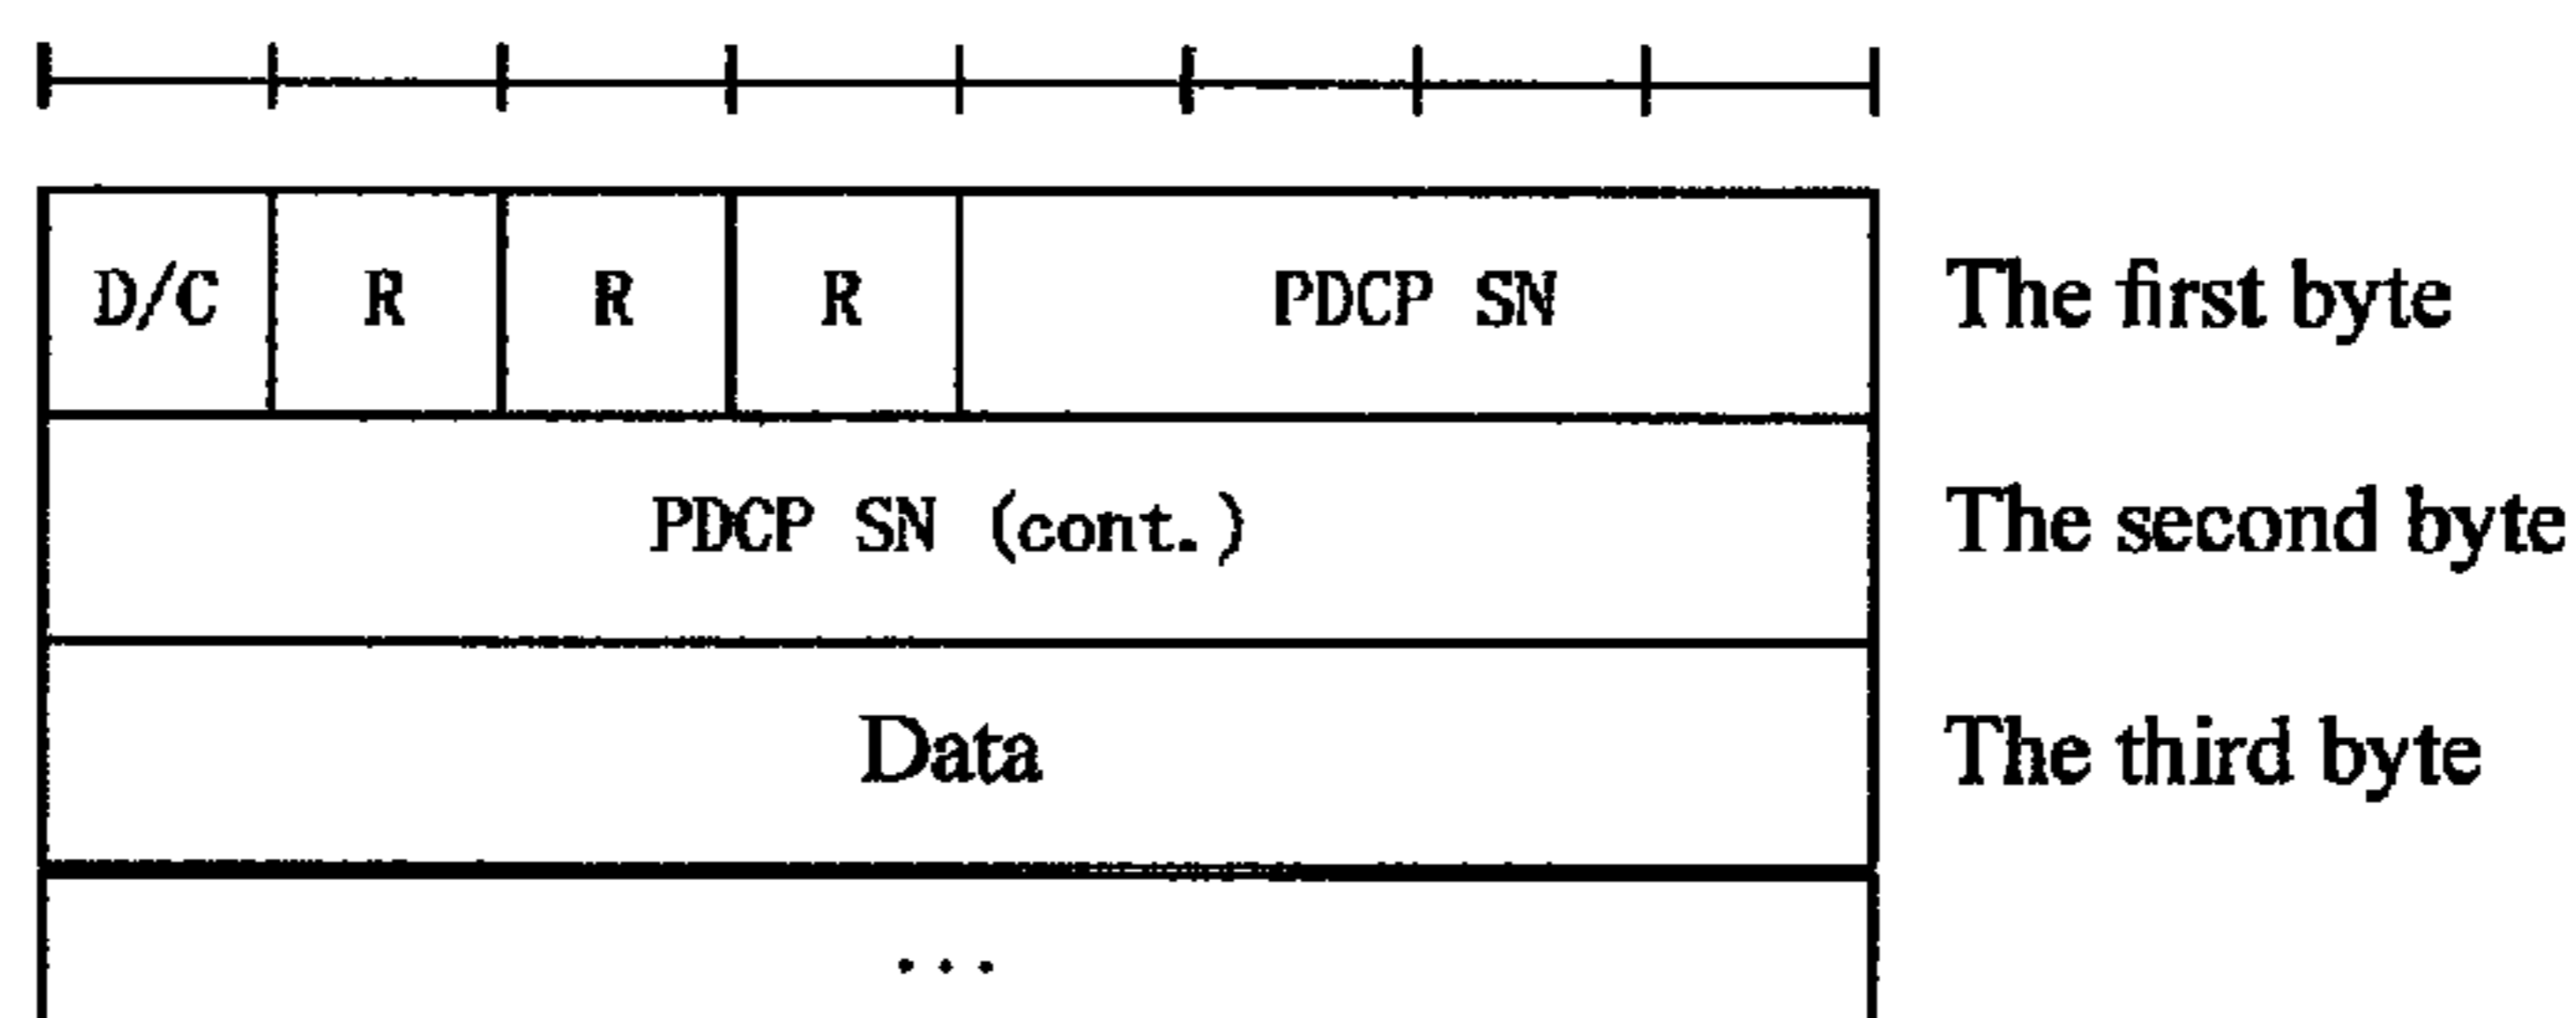 D/C R R R PDCP SN The first byte
PDCP SN (cont.) The second byte
Data The third byte
...